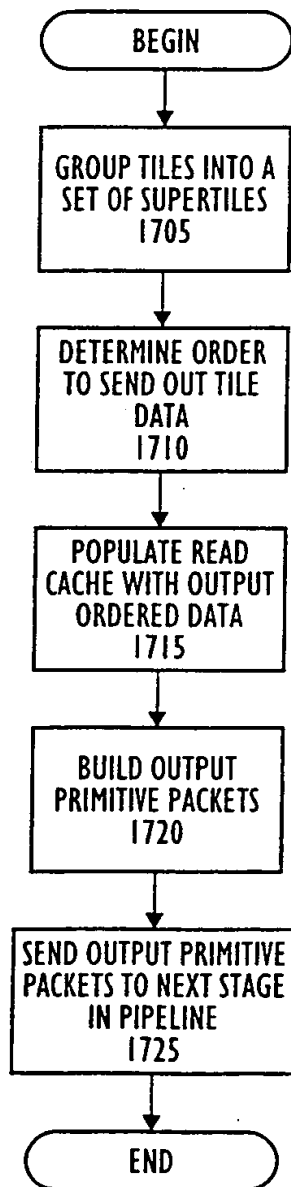 BEGIN
GROUP TILES INTO A
SET OF SUPERTILES
1705
DETERMINE ORDER
TO SEND OUT TILE
DATA
1710
POPULATE READ
CACHE WITH OUTPUT
ORDERED DATA
1715
BUILD OUTPUT
PRIMITIVE PACKETS
1720
SEND OUTPUT PRIMITIVE
PACKETS TO NEXT STAGE
IN PIPELINE
1725
END